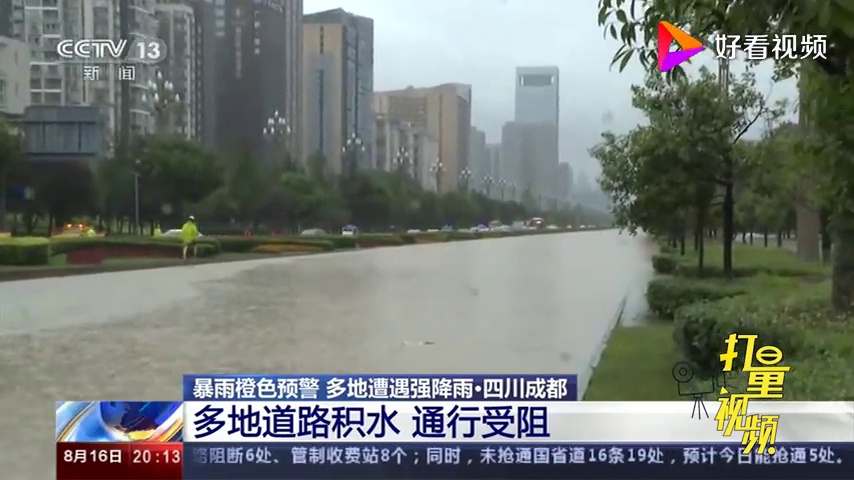 CCTV 13
新闻
好看视频
打量视频
暴雨橙色预警 多地遭遇强降雨·四川成都
多地道路积水 通行受阻
8月16日 20:13
路阻断6处、管制收费站8个；同时，未抢通国省道16条19处，预计今日能抢通5处。